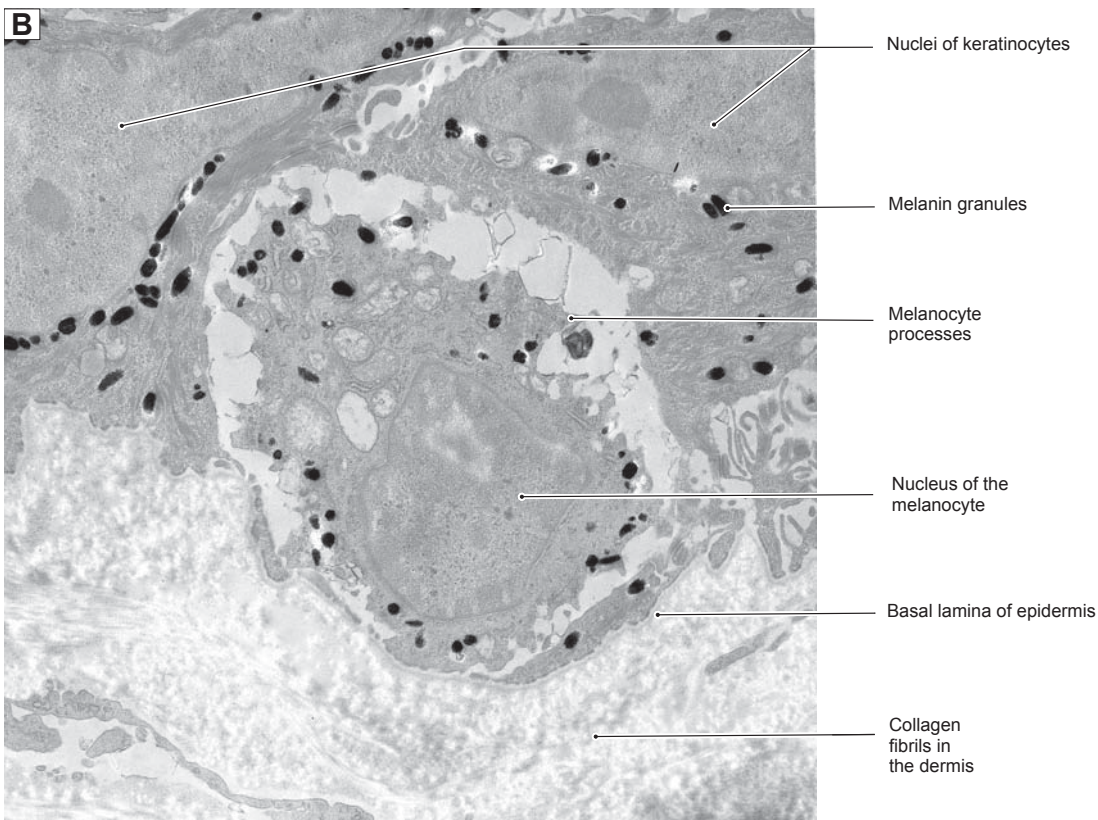 B
Nuclei of keratinocytes
Melanin granules
Melanocyte
processes
Nucleus of the
melanocyte
Basal lamina of epidermis
Collagen
fibrils in
the dermis